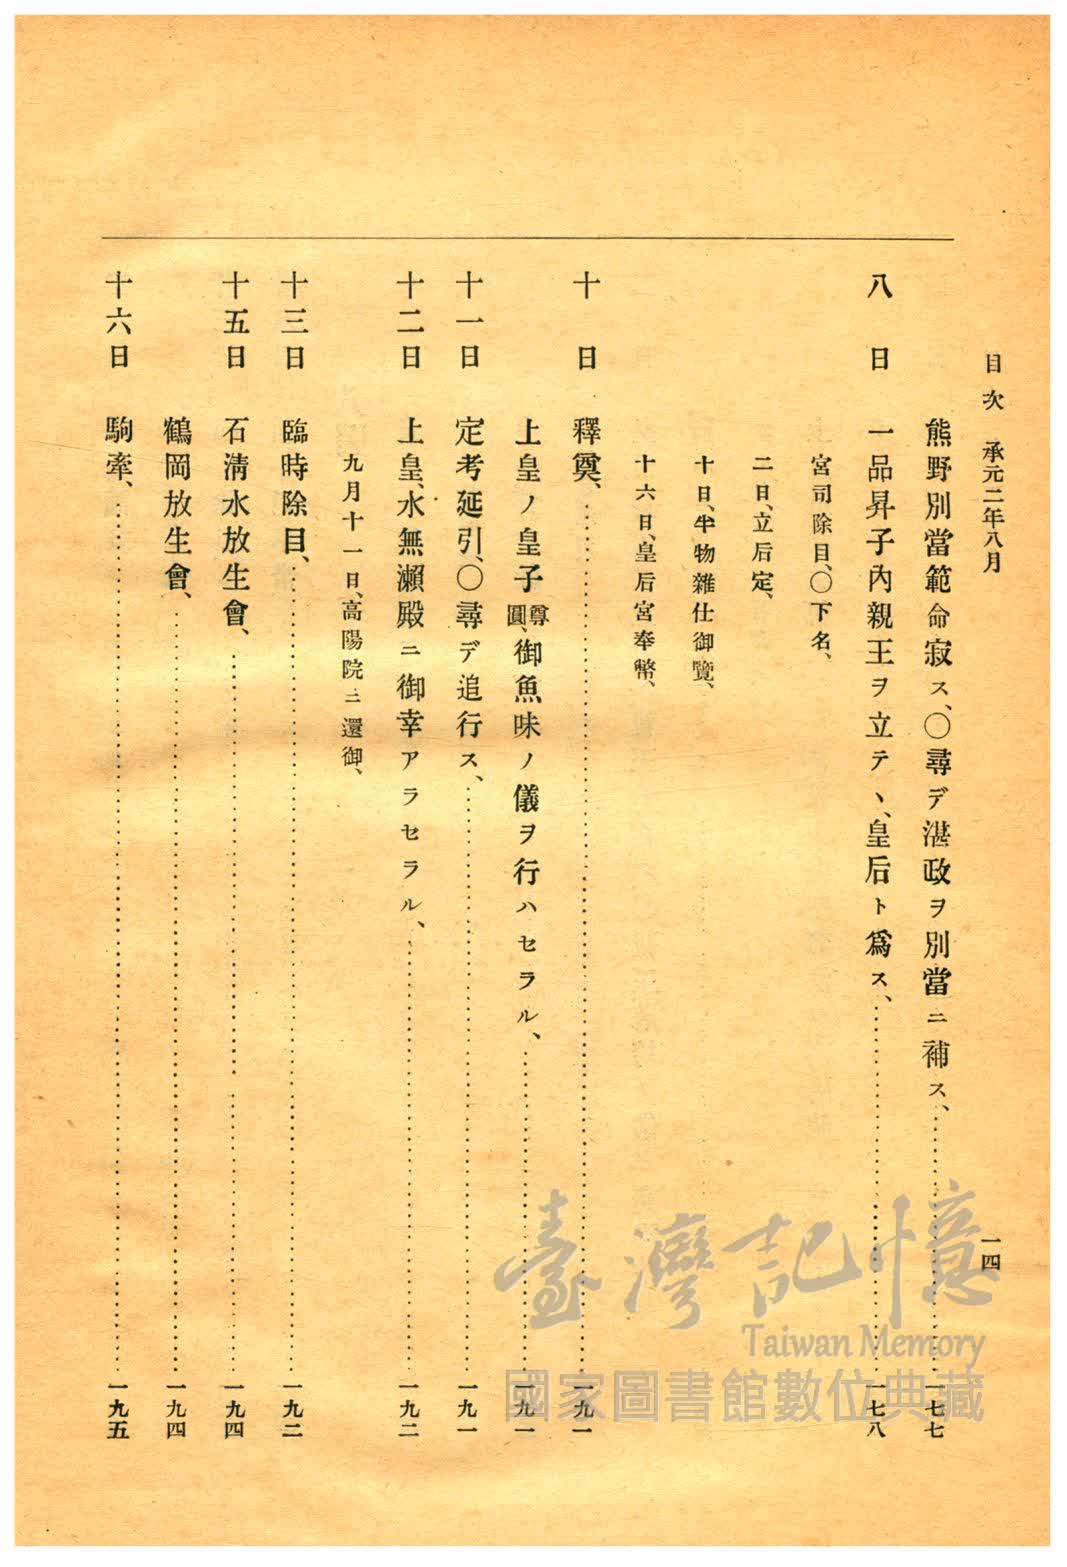 目次 承元二年八月 一四
熊野別當範命寂ス、〇尋デ湛政ヲ別當ニ補ス、 一七七
八日 一品昇子內親王ヲ立テヽ、皇后ト爲ス、 一七八
宮司除目、〇下名、
二日、立后定、
十日、半物雜仕御覽、
十六日、皇后宮奉幣、
十日 釋奠、 一九一
上皇ノ皇子尊圓、御魚味ノ儀ヲ行ハセラル、 一九一
十一日 定考延引、〇尋デ追行ス、 一九一
十二日 上皇、水無瀨殿ニ御幸アラセラル、 一九二
九月十一日、高陽院ニ還御、
十三日 臨時除目、 一九二
十五日 石淸水放生會、 一九四
鶴岡放生會、 一九四
十六日 駒牽、 一九五
臺灣記憶
Taiwan Memory
國家圖書館數位典藏